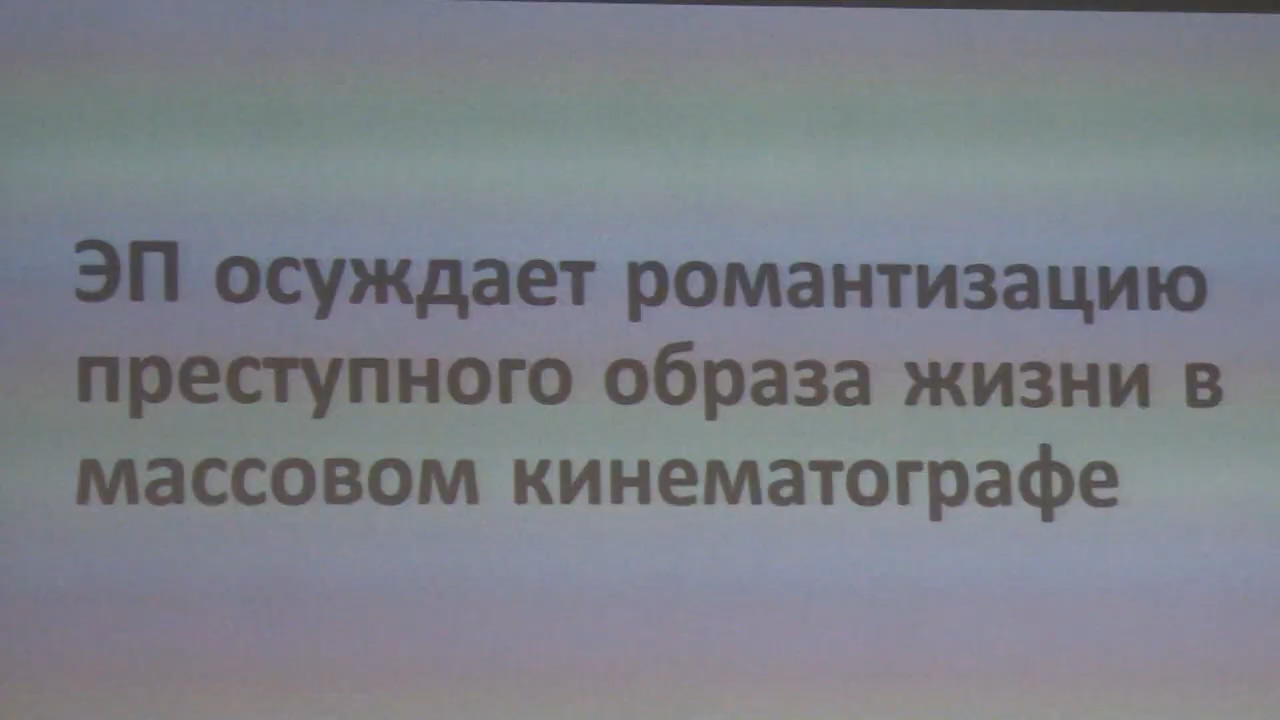 ЭП осуждает романтизацию
преступного образа жизни в
массовом кинематографе